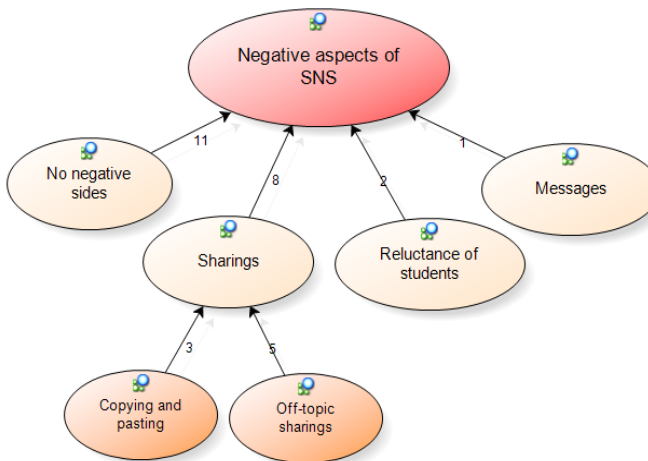 Negative aspects of
SNS
11
8
2
1
No negative
sides
Sharings
Reluctance of
students
Messages
3
5
Copying and
pasting
Off-topic
sharings